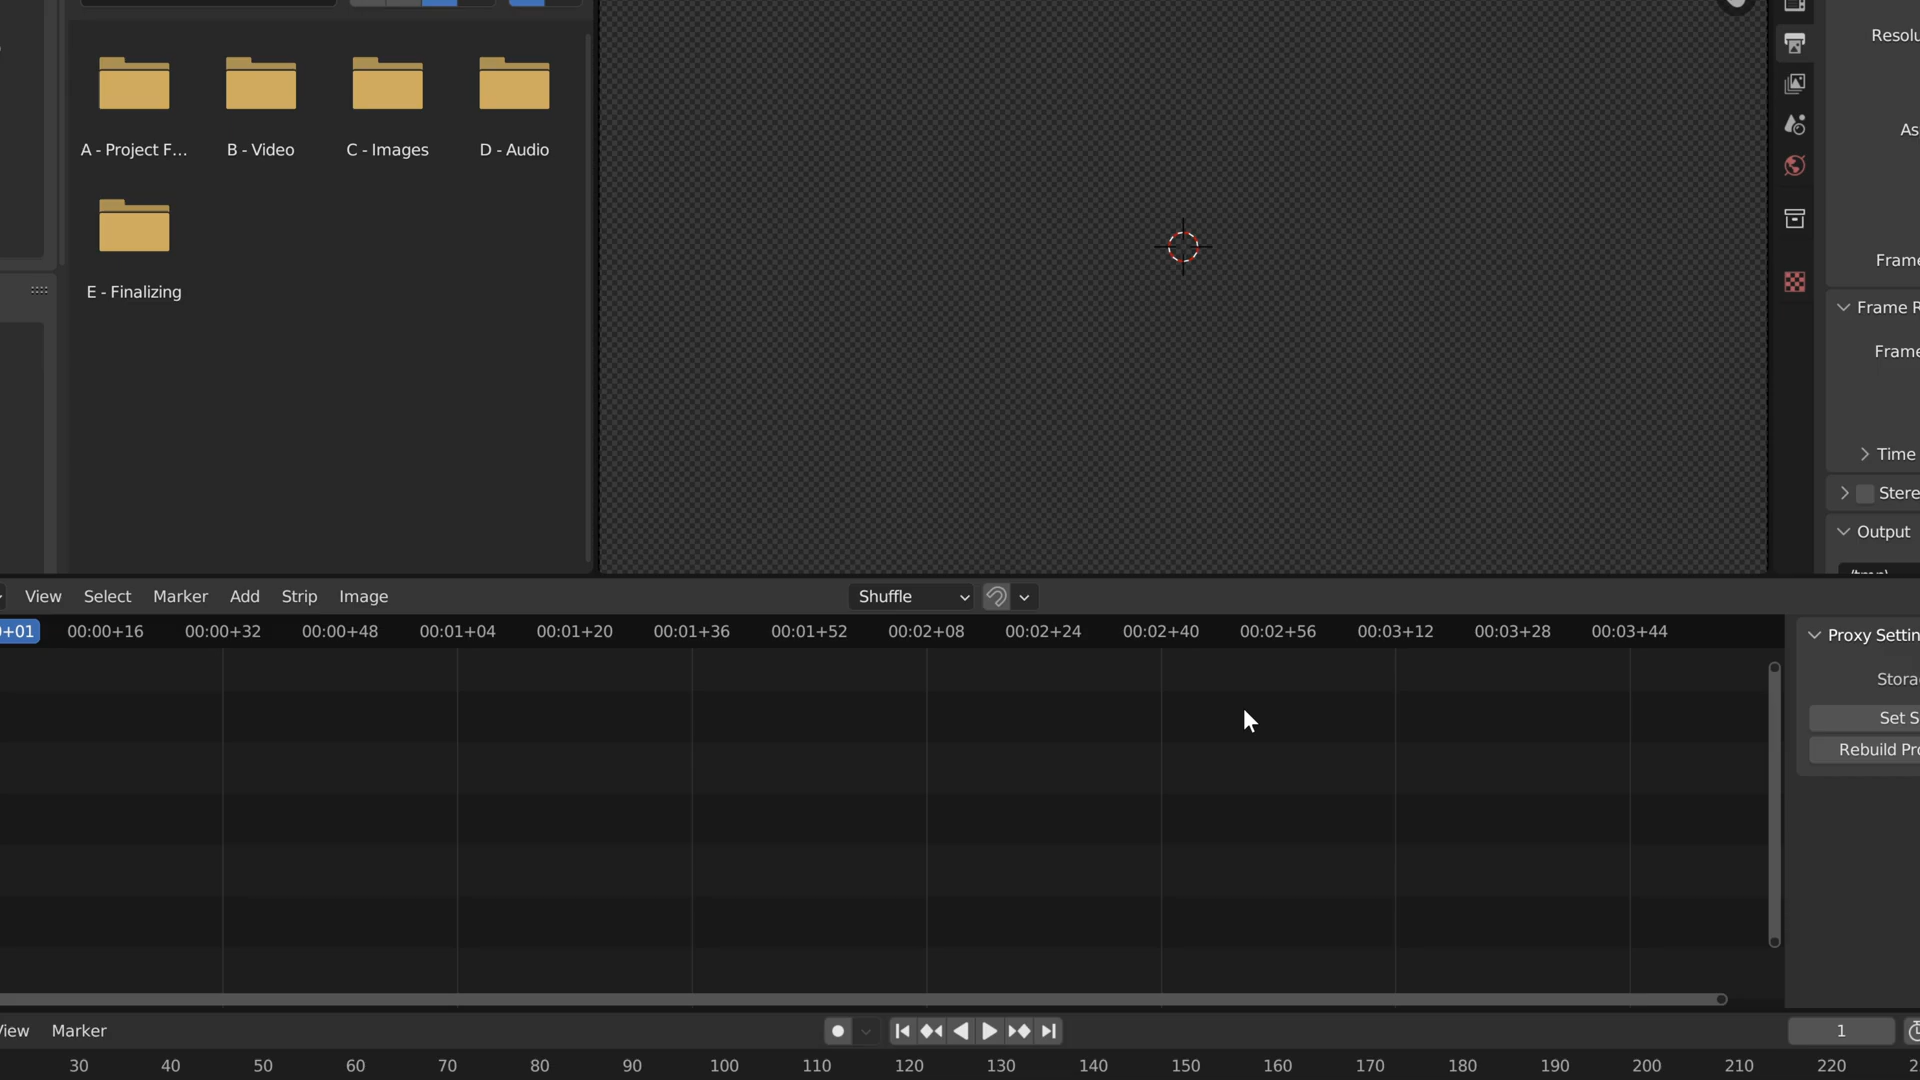 A - Project F... B - Video C - Images D - Audio
E - Finalizing
Resolu
As
Frame
Frame R
Frame
Time
Stere
Output
View Select Marker Add Strip Image Shuffle
+01 00:00+16 00:00+32 00:00+48 00:01+04 00:01+20 00:01+36 00:01+52 00:02+08 00:02+24 00:02+40 00:02+56 00:03+12 00:03+28 00:03+44
Proxy Settin
Stora
Set S
Rebuild Pro
View Marker 1
30 40 50 60 70 80 90 100 110 120 130 140 150 160 170 180 190 200 210 220